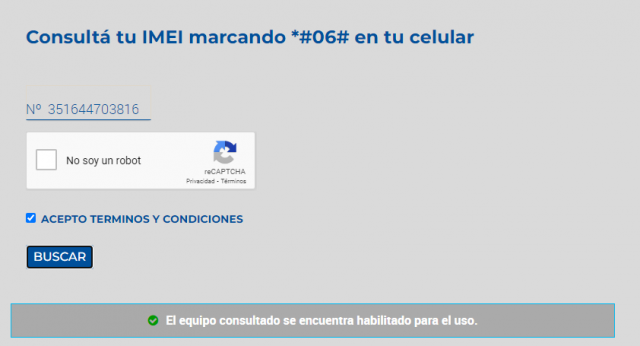 Consultá tu IMEI marcando *#06# en tu celular
Nº 351644703816
No soy un robot
reCAPTCHA
Privacidad - Términos
ACEPTO TERMINOS Y CONDICIONES
BUSCAR
El equipo consultado se encuentra habilitado para el uso.